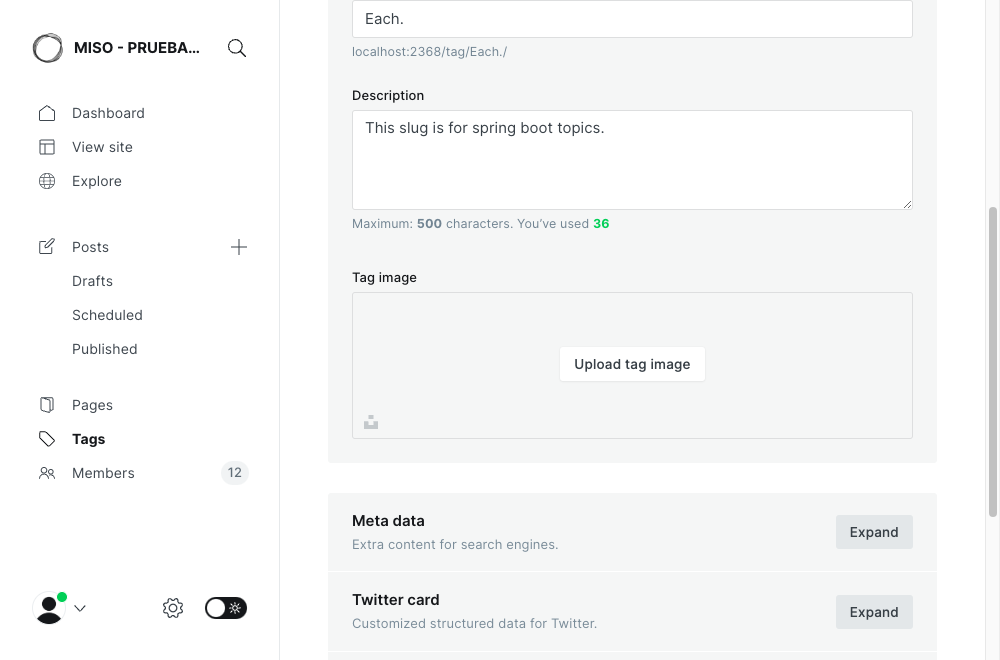 MISO - PRUEBA...
Dashboard
View site
Explore
Posts
Drafts
Scheduled
Published
Pages
Tags
Members
12
Each.
localhost:2368/tag/Each./
Description
This slug is for spring boot topics.
Maximum: 500 characters. You’ve used 36
Tag image
Upload tag image
Meta data
Extra content for search engines.
Expand
Twitter card
Customized structured data for Twitter.
Expand